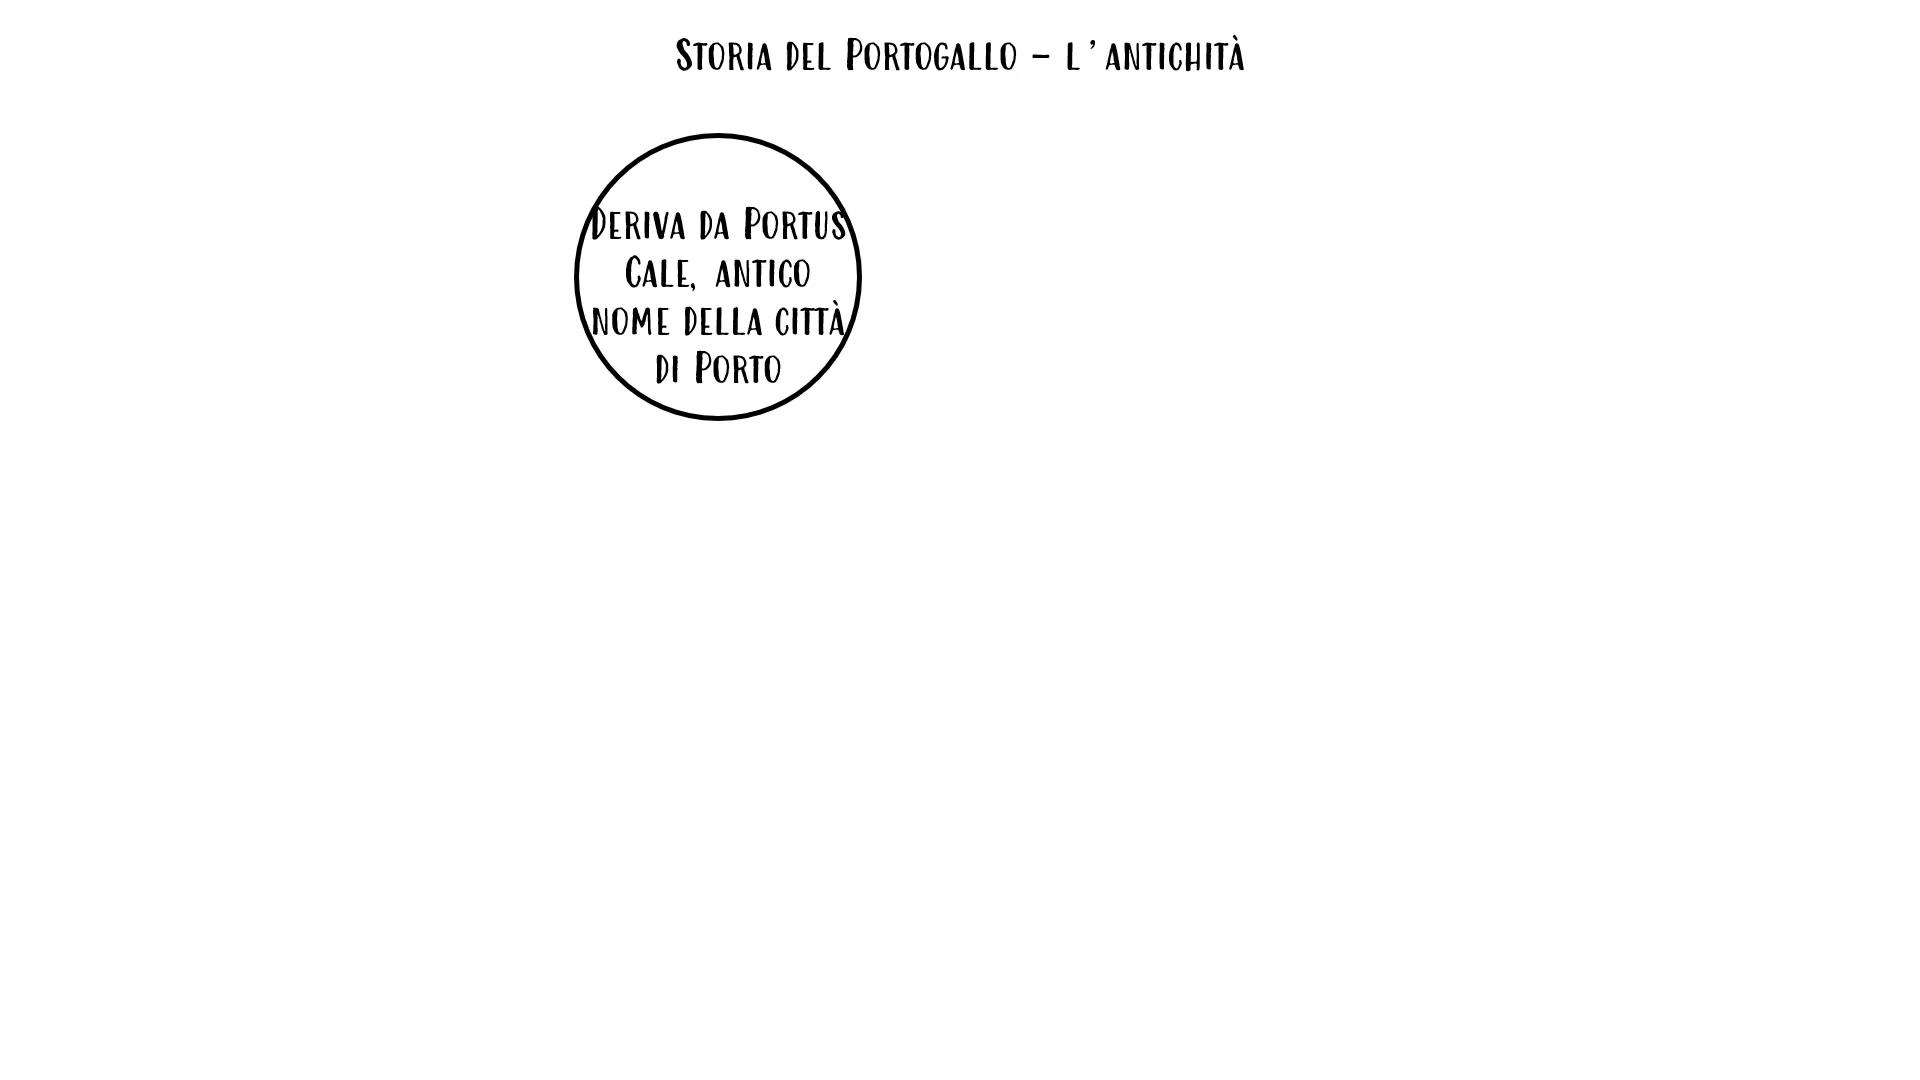 Storia del Portogallo - l'antichità
Deriva da Portus
Cale, antico
nome della città
di Porto